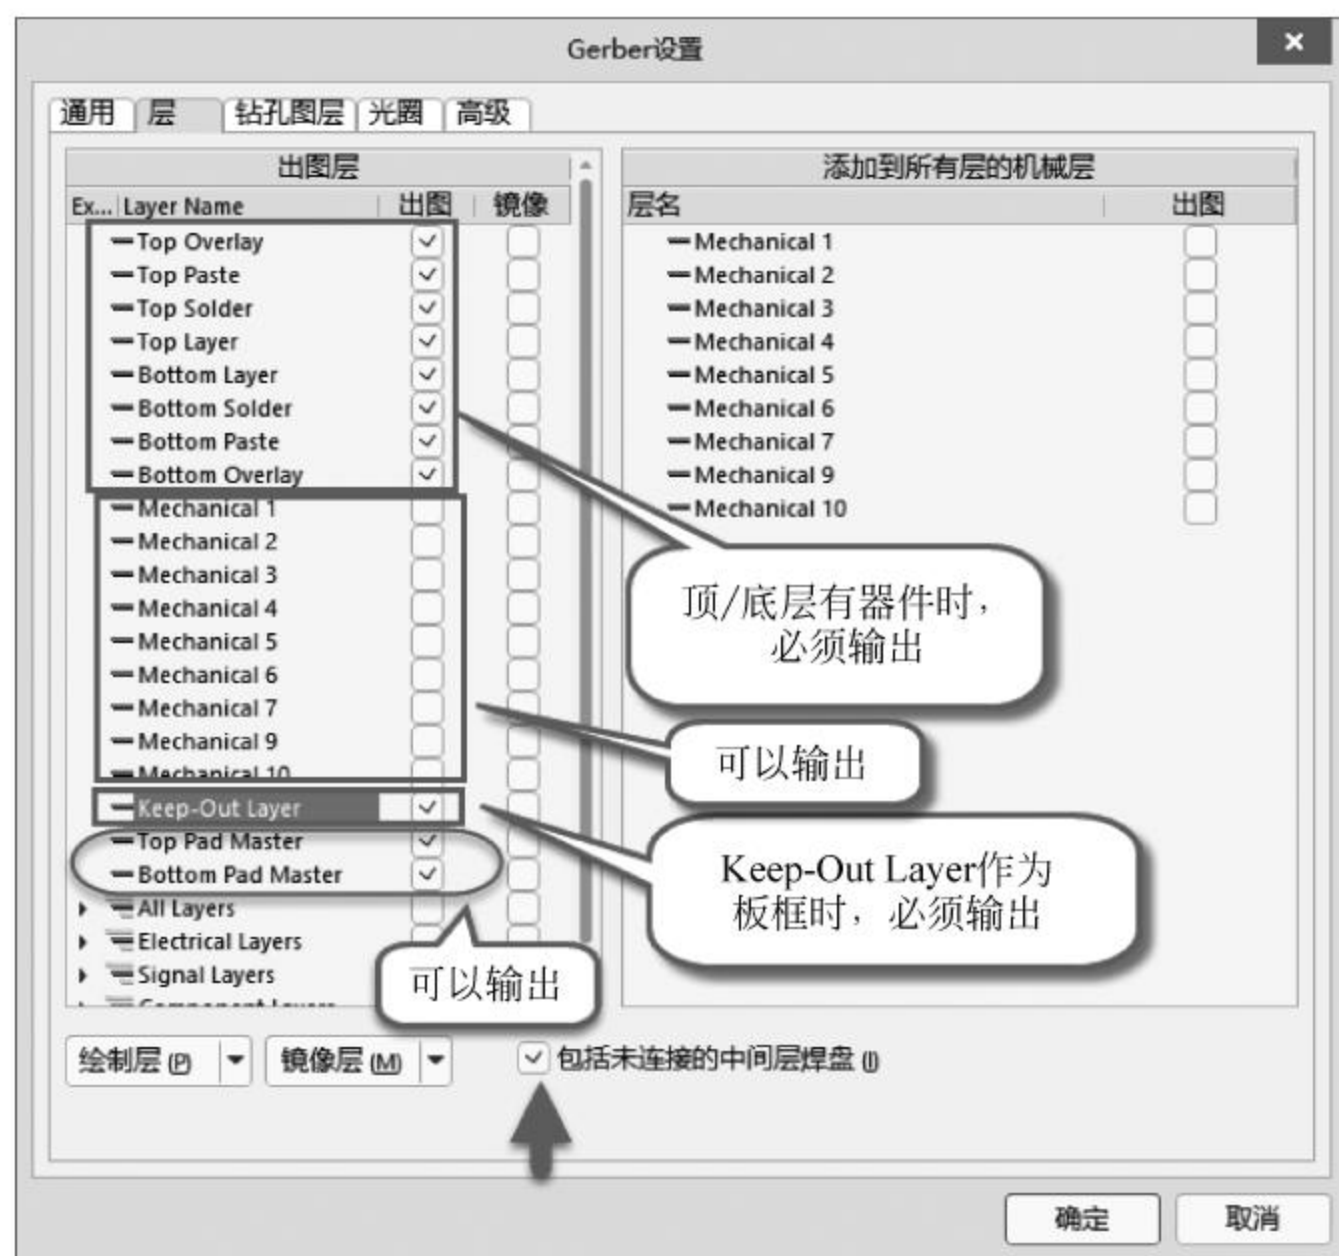 Gerber设置
通用 层 钻孔图层 光圈 高级
出图层
Ex... Layer Name 出图 镜像
Top Overlay
Top Paste
Top Solder
Top Layer
Bottom Layer
Bottom Solder
Bottom Paste
Bottom Overlay
Mechanical 1
Mechanical 2
Mechanical 3
Mechanical 4
Mechanical 5
Mechanical 6
Mechanical 7
Mechanical 9
Mechanical 10
Keep-Out Layer
Top Pad Master
Bottom Pad Master
All Layers
Electrical Layers
Signal Layers
Component Layers
添加到所有层的机械层
层名 出图
Mechanical 1
Mechanical 2
Mechanical 3
Mechanical 4
Mechanical 5
Mechanical 6
Mechanical 7
Mechanical 9
Mechanical 10
顶/底层有器件时，
必须输出
可以输出
Keep-Out Layer作为
板框时，必须输出
可以输出
绘制层 (P) 镜像层 (M) 包括未连接的中间层焊盘 (I)
确定 取消